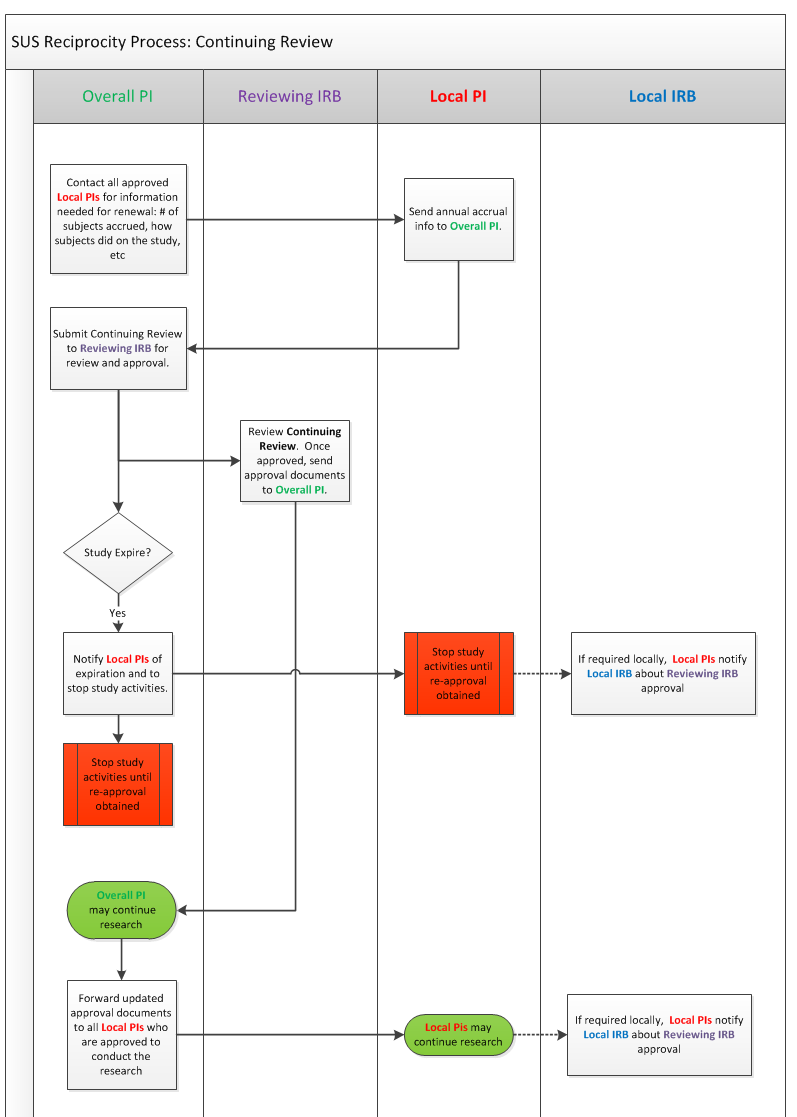 SUS Reciprocity Process: Continuing Review
Overall PI
Reviewing IRB
Local PI
Local IRB
Contact all approved
Local PIs for information
needed for renewal: # of
subjects accrued, how
subjects did on the study,
etc
Send annual accrual
info to Overall PI.
Submit Continuing Review
to Reviewing IRB for
review and approval.
Review Continuing
Review. Once
approved, send
approval documents
to Overall PI.
Study Expire?
Yes
Notify Local PIs of
expiration and to
stop study activities.
Stop study
activities until
re-approval
obtained
If required locally, Local PIs notify
Local IRB about Reviewing IRB
approval
Stop study
activities until
re-approval
obtained
Overall PI
may continue
research
Forward updated
approval documents
to all Local PIs who
are approved to
conduct the
research
Local Pis may
continue research
If required locally, Local PIs notify
Local IRB about Reviewing IRB
approval